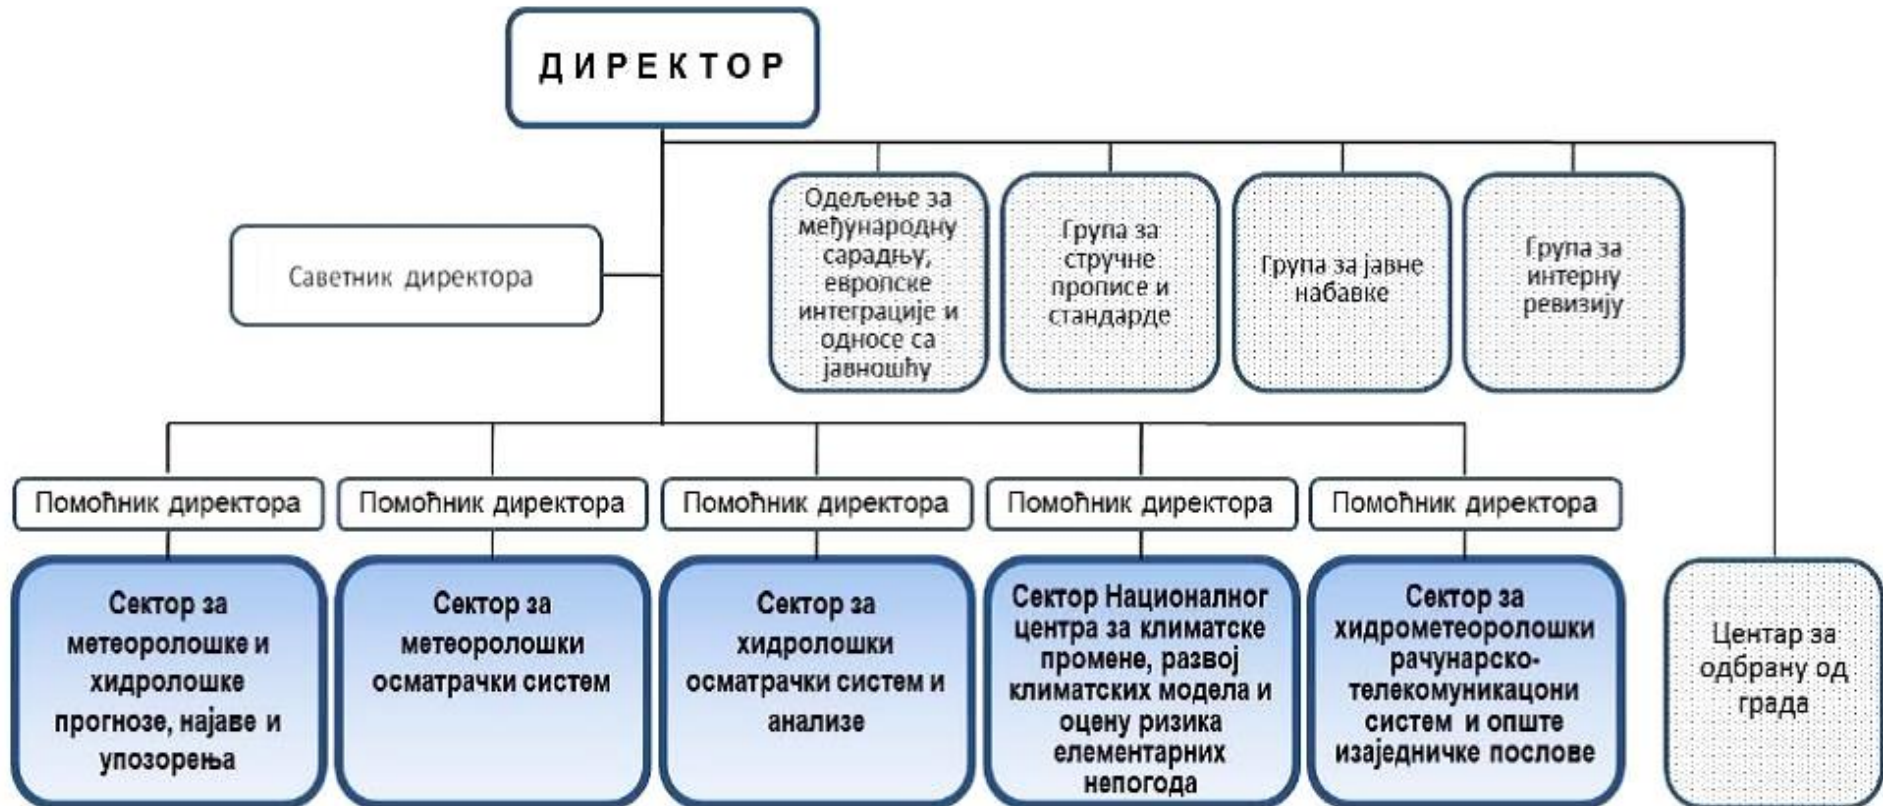 ДИРЕКТОР
Саветник директора
Одељење за
међународну
сарадњу,
европске
интеграције и
односе са
јавношћу
Група за
стручне
прописе и
стандарде
Група за јавне
набавке
Група за
интерну
ревизију
Помоћник директора
Помоћник директора
Помоћник директора
Помоћник директора
Помоћник директора
Сектор за
метеоролошке и
хидролошке
прогнозе, најаве и
упозорења
Сектор за
метеоролошки
осматрачки систем
Сектор за
хидролошки
осматрачки систем и
анализе
Сектор Националног
центра за климатске
промене, развој
климатских модела и
оцену ризика
елементарних
непогода
Сектор за
хидрометеоролошки
рачунарско-
телекомуникацони
систем и опште
изаједничке послове
Центар за
одбрану од
града